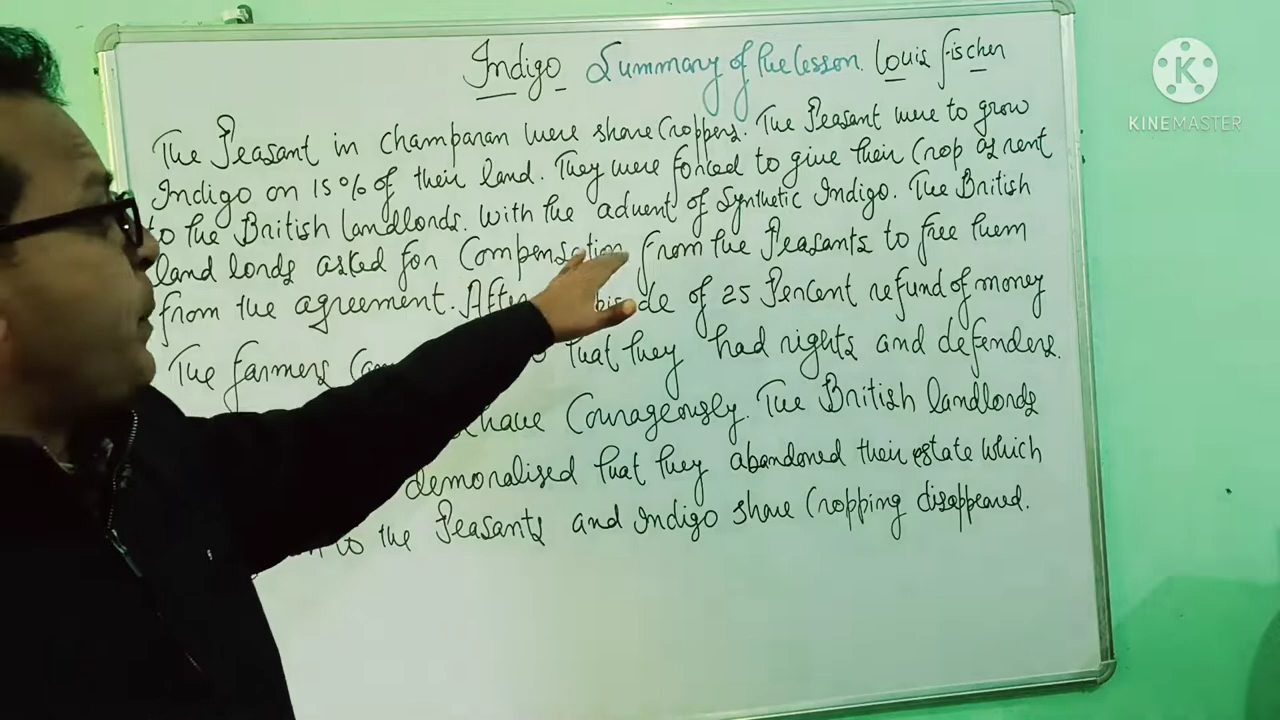 Indigo Summary of the lesson. Louis Fischer
The Peasant in Champaran were share Croppers. The Peasant were to grow
Indigo on 15% of their land. They were forced to give their Crop as rent
to the British landlords. With the advent of Synthetic Indigo. The British
land lords asked for Compensation from the Peasants to free them
from the agreement. After of 25 Percent refund of money
The farmers that they had rights and defenders.
Courageously. The British landlords
demoralised that they abandoned their estate which
to the Peasants and Indigo share Cropping disappeared.
K
KINEMASTER